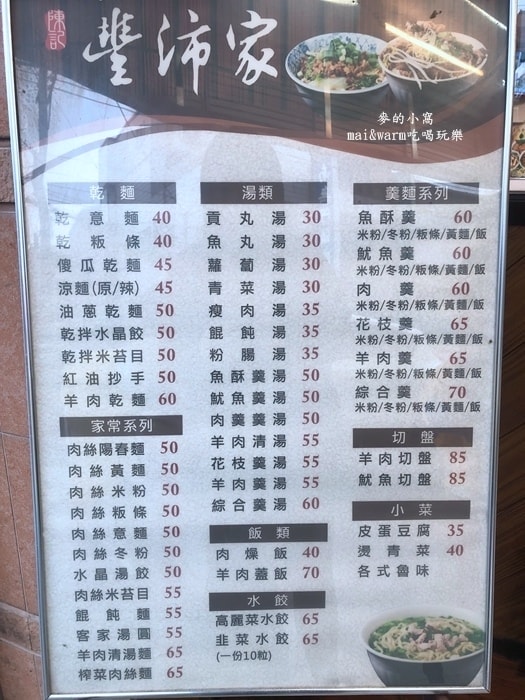 陳記
豐沛家
麥的小窩
mai&warm吃喝玩樂
乾麵
乾意麵 40
乾粄條 40
傻瓜乾麵 45
涼麵(原/辣) 45
油蔥乾麵 50
乾拌水晶餃 50
乾拌米苔目 50
紅油抄手 50
羊肉乾麵 60
家常系列
肉絲陽春麵 50
肉絲黃麵 50
肉絲米粉 50
肉絲粄條 50
肉絲意麵 50
肉絲冬粉 50
水晶湯餃 50
肉絲米苔目 55
餛飩麵 55
客家湯圓 55
羊肉清湯麵 65
榨菜肉絲麵 65
湯類
貢丸湯 30
魚丸湯 30
蘿蔔湯 30
青菜湯 30
瘦肉湯 35
餛飩湯 35
粉腸湯 35
魚酥羹湯 50
魷魚羹湯 50
肉羹羹湯 50
羊肉清湯 55
花枝羹湯 55
羊肉羹湯 55
綜合羹湯 60
飯類
肉燥飯 40
羊肉蓋飯 70
水餃
高麗菜水餃 65
韭菜水餃 65
(一份10粒)
羹麵系列
魚酥羹 60
米粉/冬粉/粄條/黃麵/飯
魷魚羹 60
米粉/冬粉/粄條/黃麵/飯
肉羹 60
米粉/冬粉/粄條/黃麵/飯
花枝羹 65
米粉/冬粉/粄條/黃麵/飯
羊肉羹 65
米粉/冬粉/粄條/黃麵/飯
綜合羹 70
米粉/冬粉/粄條/黃麵/飯
切盤
羊肉切盤 85
魷魚切盤 85
小菜
皮蛋豆腐 35
燙青菜 40
各式魯味